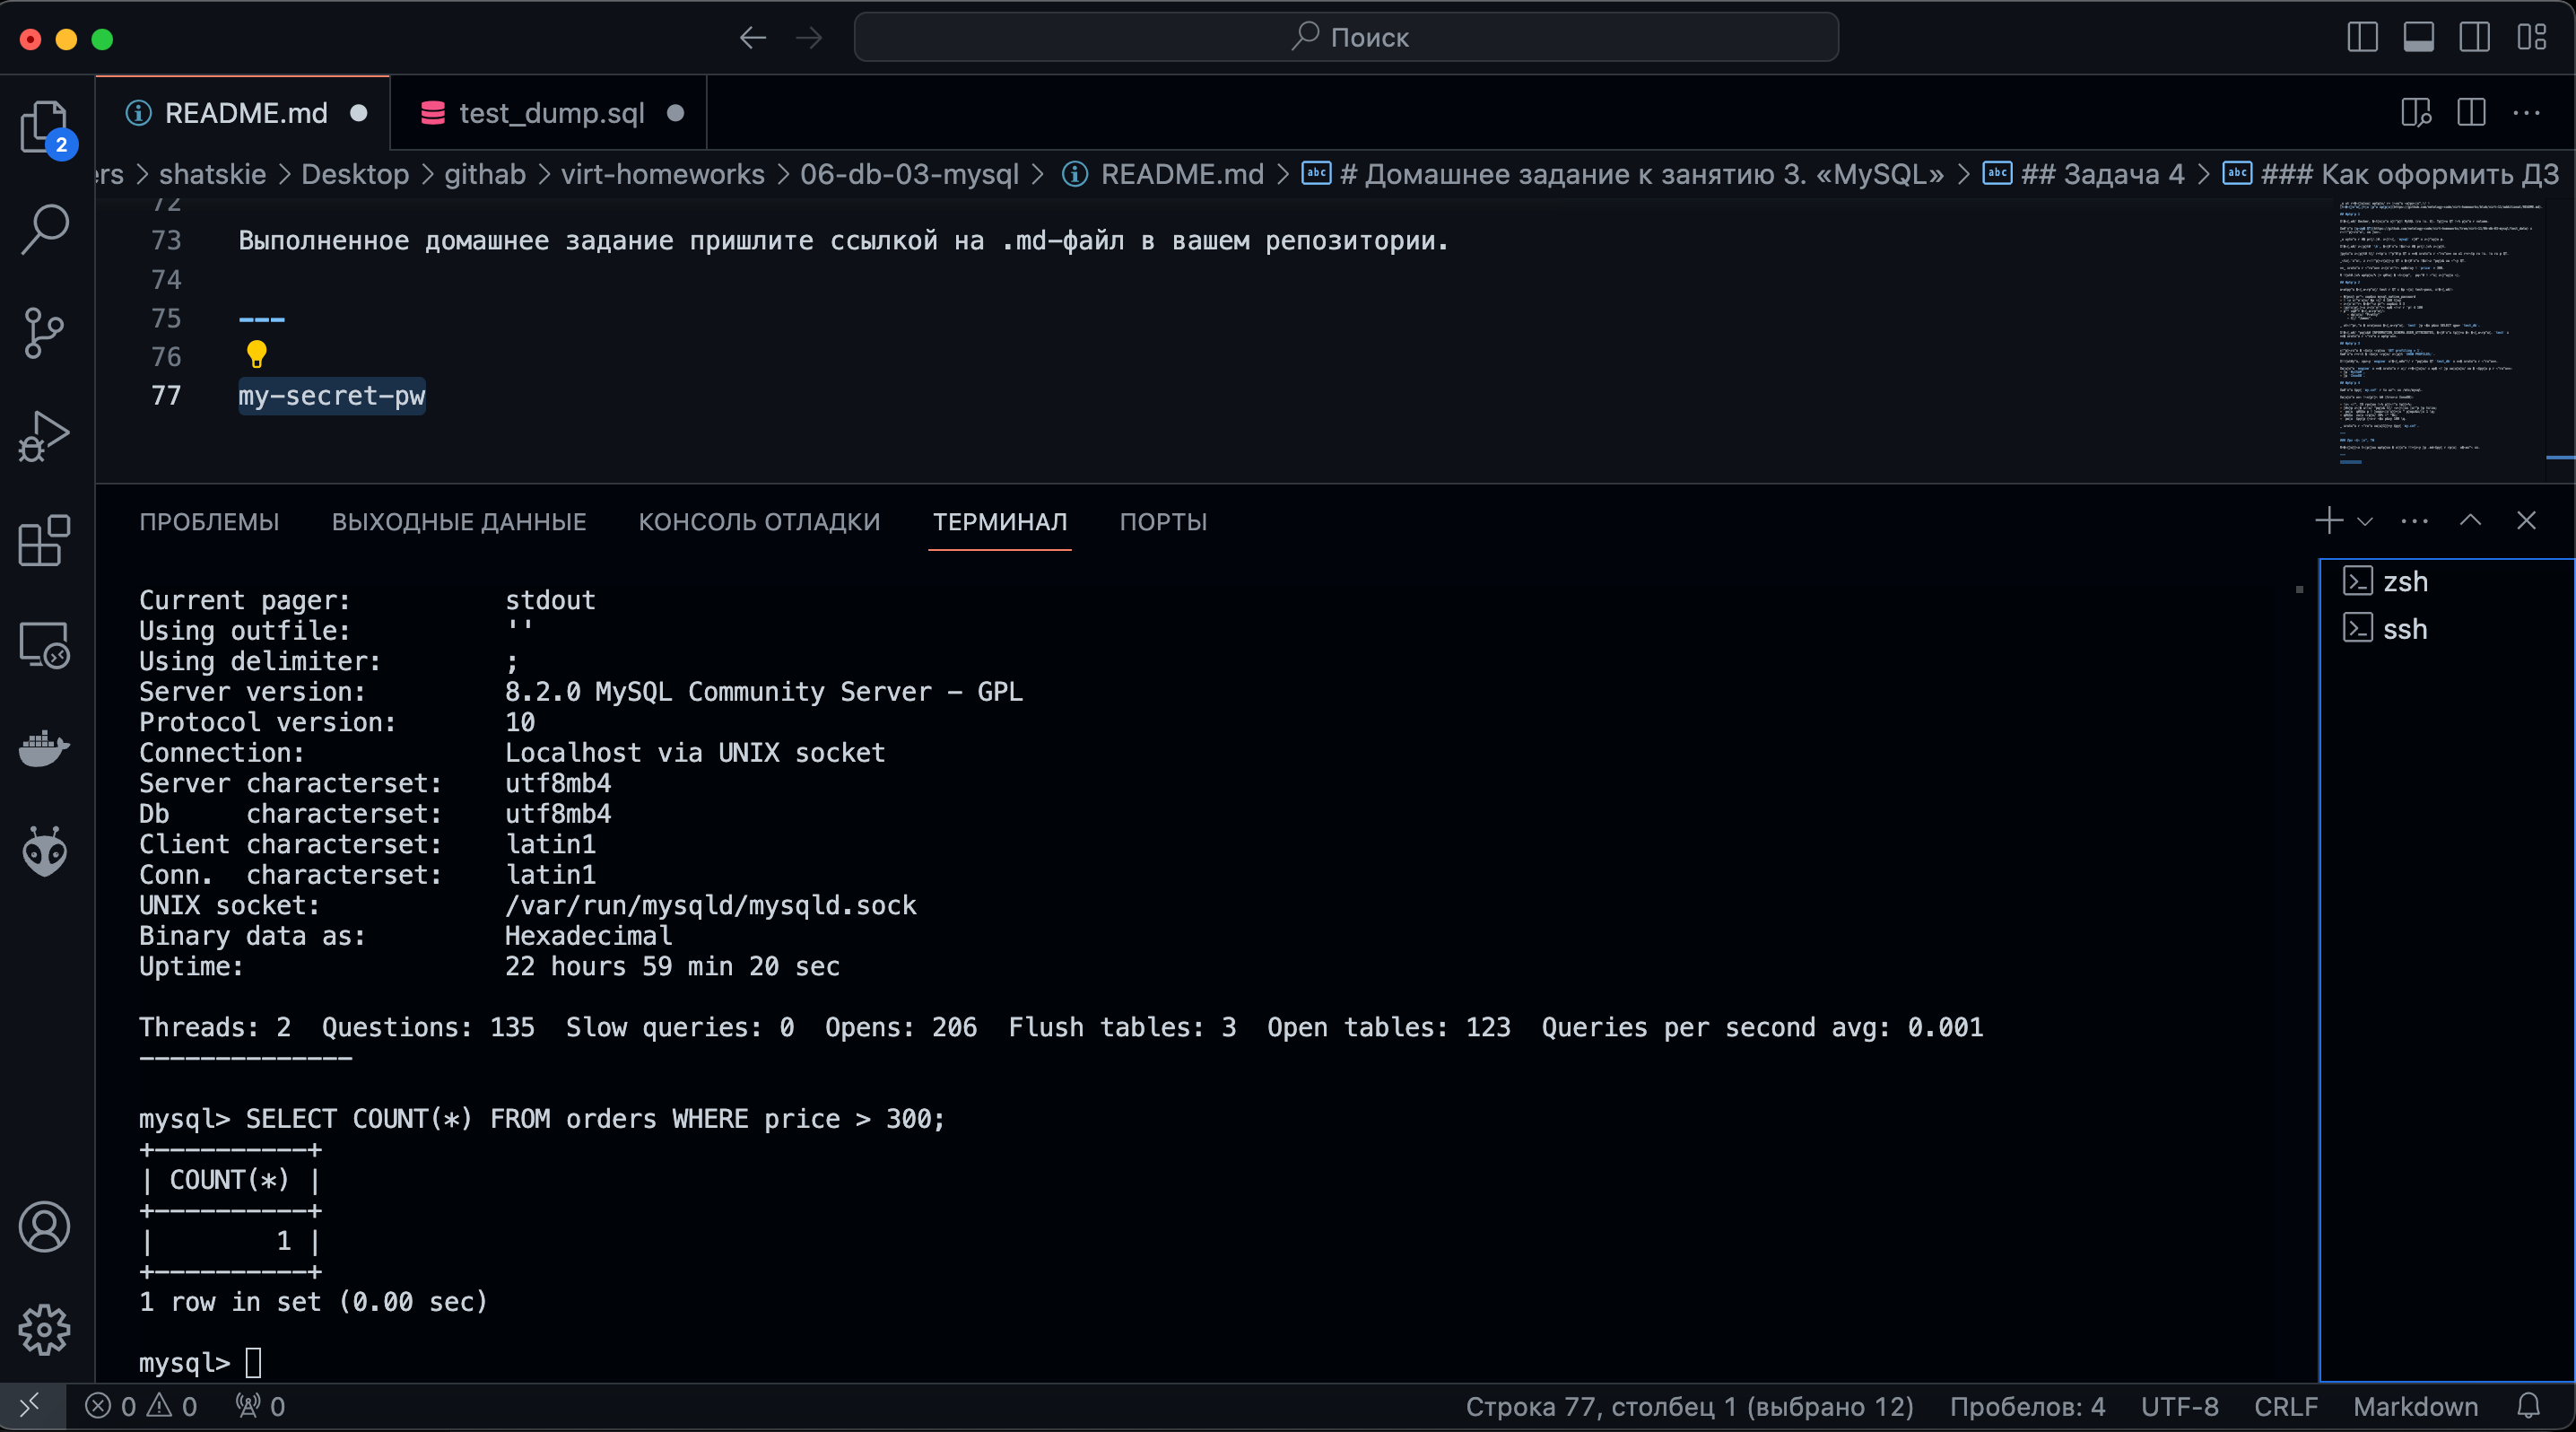 Поиск
README.md
test_dump.sql
2
ers > shatskie > Desktop > githab > virt-homeworks > 06-db-03-mysql > README.md > # Домашнее задание к занятию 3. «MySQL» > ## Задача 4 > ### Как оформить ДЗ
72
73 Выполненное домашнее задание пришлите ссылкой на .md-файл в вашем репозитории.
74
75 ---
76
77 my-secret-pw
ПРОБЛЕМЫ ВЫХОДНЫЕ ДАННЫЕ КОНСОЛЬ ОТЛАДКИ ТЕРМИНАЛ ПОРТЫ
zsh
ssh
Current pager: stdout
Using outfile: ''
Using delimiter: ;
Server version: 8.2.0 MySQL Community Server - GPL
Protocol version: 10
Connection: Localhost via UNIX socket
Server characterset: utf8mb4
Db characterset: utf8mb4
Client characterset: latin1
Conn. characterset: latin1
UNIX socket: /var/run/mysqld/mysqld.sock
Binary data as: Hexadecimal
Uptime: 22 hours 59 min 20 sec
Threads: 2 Questions: 135 Slow queries: 0 Opens: 206 Flush tables: 3 Open tables: 123 Queries per second avg: 0.001
--------------
mysql> SELECT COUNT(*) FROM orders WHERE price > 300;
+----------+
| COUNT(*) |
+----------+
|        1 |
+----------+
1 row in set (0.00 sec)
mysql>
0 0 0 Строка 77, столбец 1 (выбрано 12) Пробелов: 4 UTF-8 CRLF Markdown